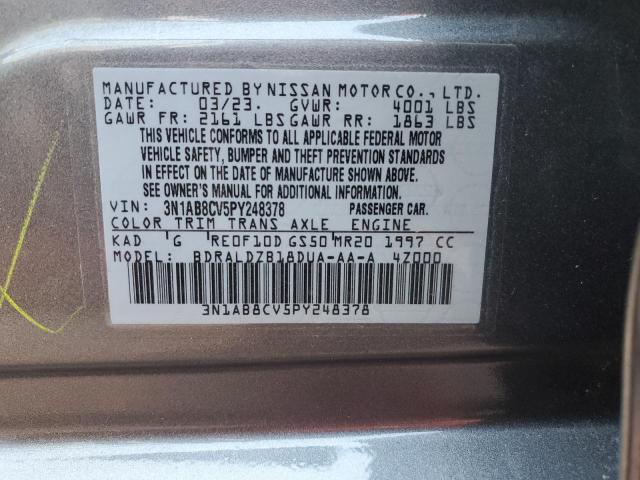 MANUFACTURED BY NISSAN MOTOR CO., LTD.
DATE: 03/23. GVWR: 4001 LBS
GAWR FR: 2161 LBS GAWR RR: 1863 LBS
THIS VEHICLE CONFORMS TO ALL APPLICABLE FEDERAL MOTOR
VEHICLE SAFETY, BUMPER AND THEFT PREVENTION STANDARDS
IN EFFECT ON THE DATE OF MANUFACTURE SHOWN ABOVE.
SEE OWNER'S MANUAL FOR ADDITIONAL INFORMATION.
VIN: 3N1AB8CV5PY248378 PASSENGER CAR.
COLOR TRIM TRANS AXLE ENGINE
KAD 'G RE0F10D GS50 MR20 1997 CC
MODEL: BDRALDZB18DUA-AA-A 4Z000
3N1AB8CV5PY248378